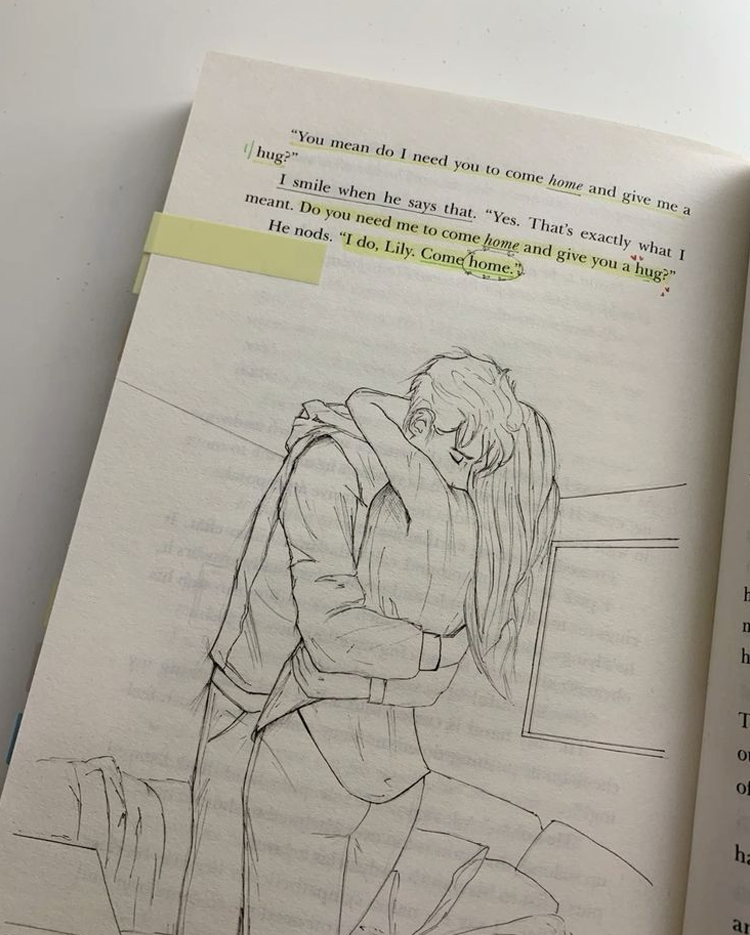 "You mean do I need you to come home and give me a
hug?"
I smile when he says that. "Yes. That's exactly what I
meant. Do you need me to come home and give you a hug?"
He nods. "I do, Lily. Come home."
h
n
h
T
ou
of
ha
an